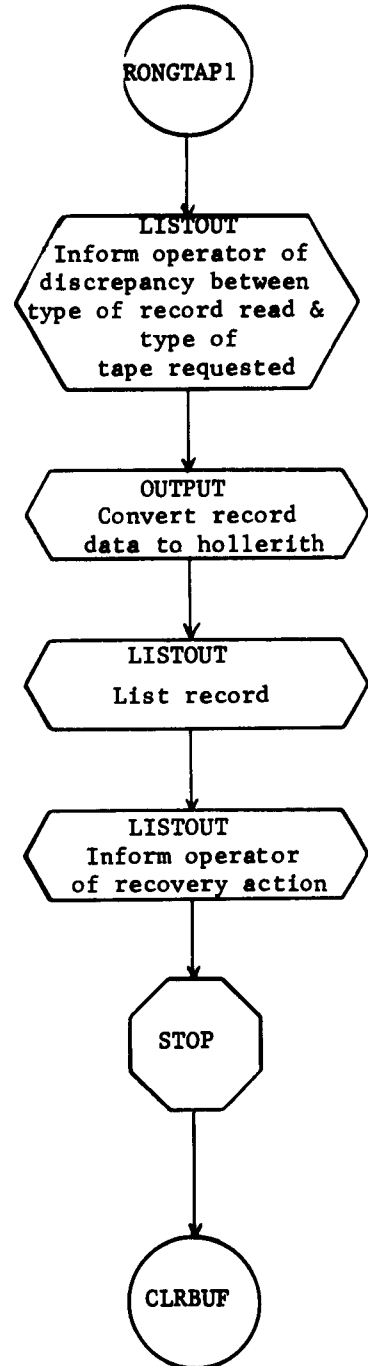 RONGTAP1
LISTOUT
Inform operator of
discrepancy between
type of record read &
type of
tape requested
OUTPUT
Convert record
data to hollerith
LISTOUT
List record
LISTOUT
Inform operator
of recovery action
STOP
CLRBUF